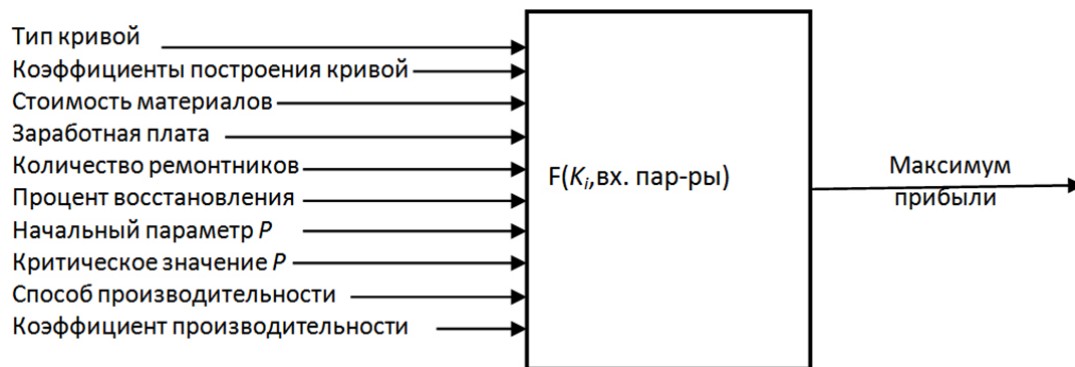 Тип кривой
Коэффициенты построения кривой
Стоимость материалов
Заработная плата
Количество ремонтников
Процент восстановления
Начальный параметр P
Критическое значение P
Способ производительности
Коэффициент производительности
F(Ki,вх. пар-ры)
Максимум
прибыли